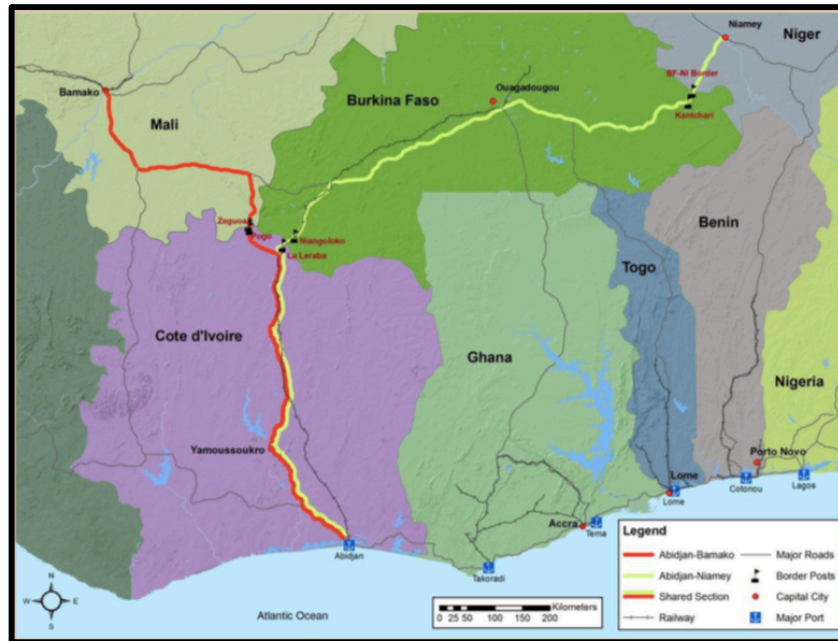 Niamey
Niger
BF-NI Border
Bamako
Ouagadougou
Burkina Faso
Kantchari
Mali
Benin
Zeguoa
Pogo
Niangoloko
La Leraba
Togo
Cote d'Ivoire
Ghana
Nigeria
Yamoussoukro
Porto Novo
Lome
Lome
Cotonou
Lagos
Accra
Tema
Abidjan
Takoradi
Atlantic Ocean
N
W E
S
Kilometers
0 25 50 100 150 200
Legend
Abidjan-Bamako
Abidjan-Niamey
Shared Section
Railway
Major Roads
Border Posts
Capital City
Major Port